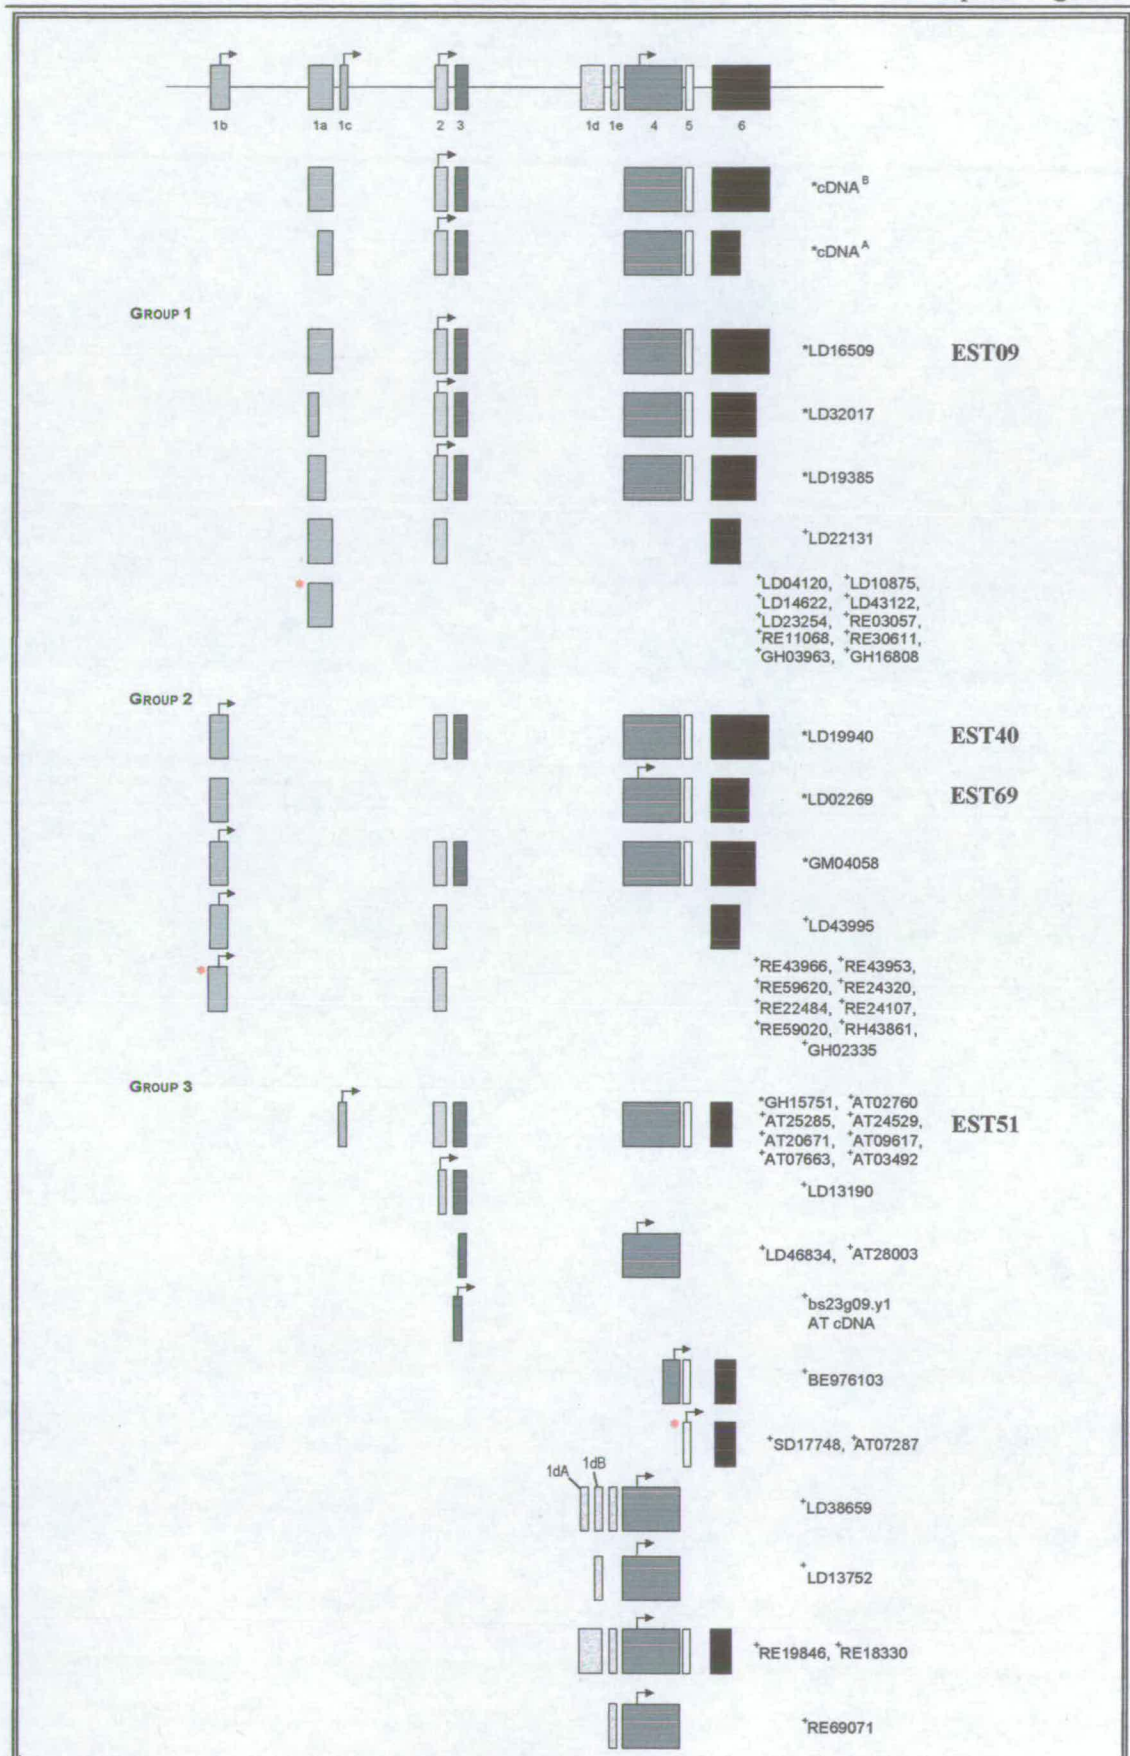 1b 1a 1c 2 3 1d 1e 4 5 6
*cDNA B
*cDNA A
GROUP 1
*LD16509 EST09
*LD32017
*LD19385
+LD22131
*
+LD04120, +LD10875,
+LD14622, +LD43122,
+LD23254, +RE03057,
+RE11068, +RE30611,
+GH03963, +GH16808
GROUP 2
*LD19940 EST40
*LD02269 EST69
*GM04058
+LD43995
*
+RE43966, +RE43953,
+RE59620, +RE24320,
+RE22484, +RE24107,
+RE59020, +RH43861,
+GH02335
GROUP 3
*GH15751, +AT02760 EST51
+AT25285, +AT24529,
+AT20671, +AT09617,
+AT07663, +AT03492
+LD13190
+LD46834, +AT28003
+bs23g09.y1
AT cDNA
+BE976103
*
+SD17748, +AT07287
1dA 1dB
+LD38659
+LD13752
+RE19846, +RE18330
+RE69071